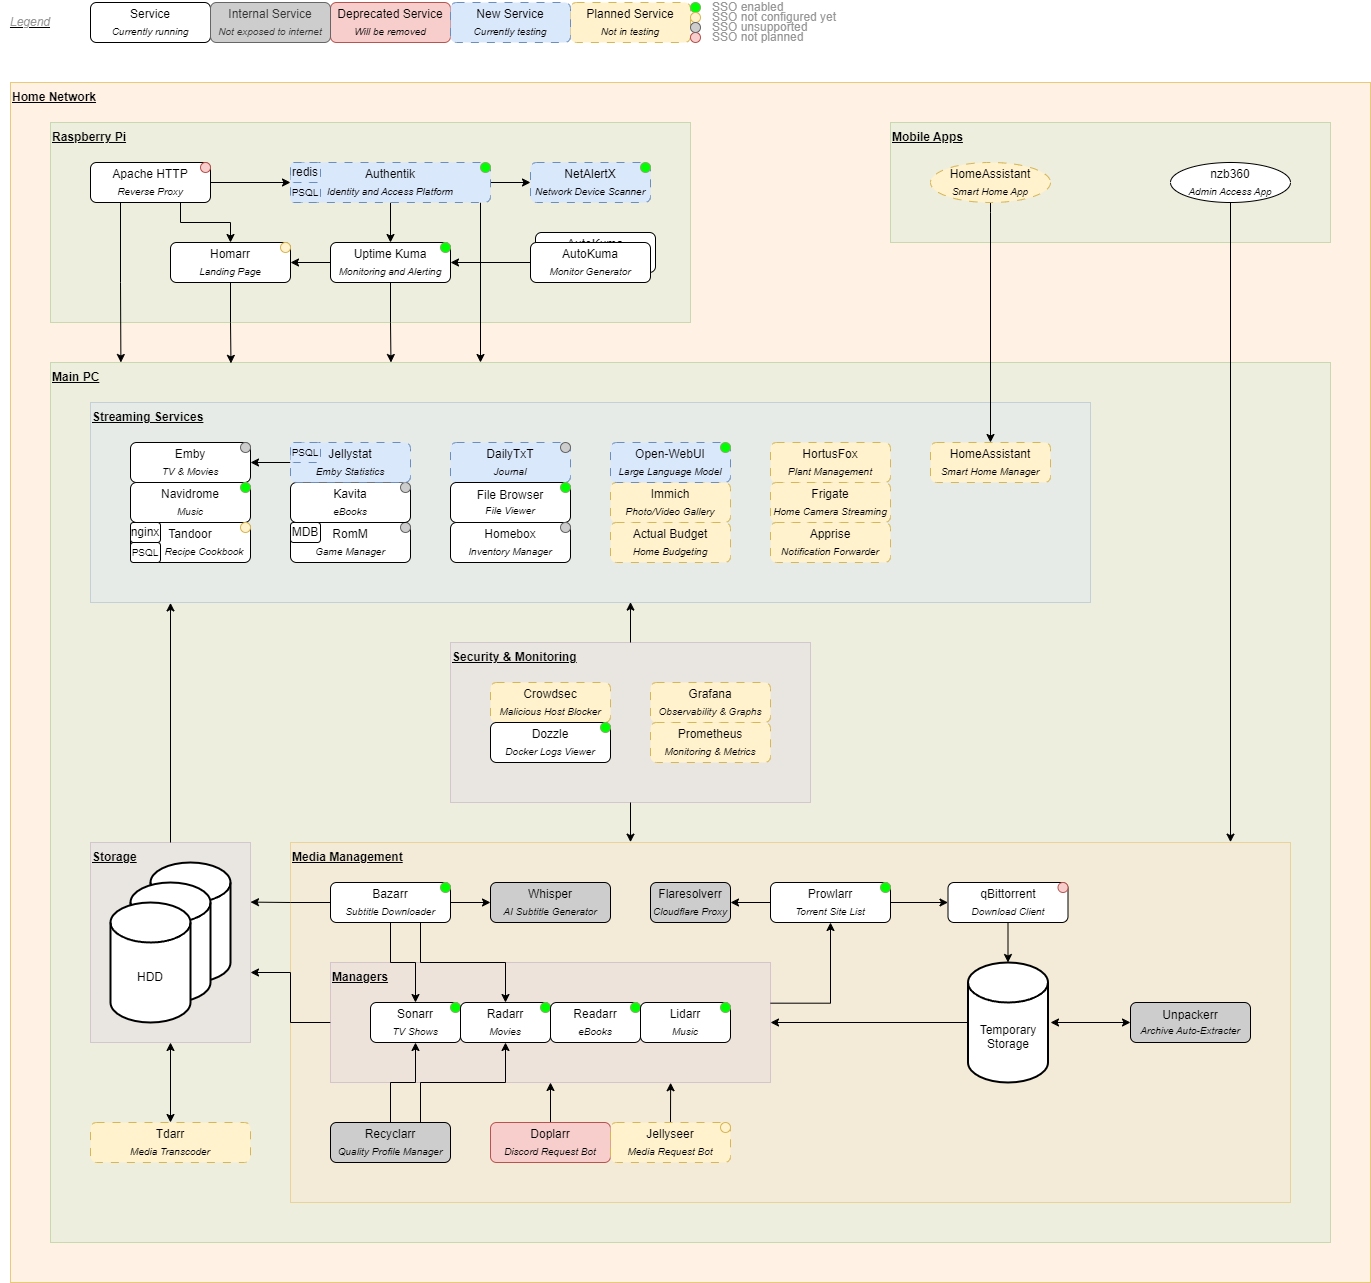 Legend
Service
Currently running
Internal Service
Not exposed to internet
Deprecated Service
Will be removed
New Service
Currently testing
Planned Service
Not in testing
SSO enabled
SSO not configured yet
SSO unsupported
SSO not planned
Home Network
Raspberry Pi
Apache HTTP
Reverse Proxy
redis
PSQL
Authentik
Identity and Access Platform
NetAlertX
Network Device Scanner
Homarr
Landing Page
Uptime Kuma
Monitoring and Alerting
AutoKuma
AutoKuma
Monitor Generator
Mobile Apps
HomeAssistant
Smart Home App
nzb360
Admin Access App
Main PC
Streaming Services
Emby
TV & Movies
PSQL
Jellystat
Emby Statistics
DailyTxT
Journal
Open-WebUI
Large Language Model
HortusFox
Plant Management
HomeAssistant
Smart Home Manager
Navidrome
Music
Kavita
eBooks
File Browser
File Viewer
Immich
Photo/Video Gallery
Frigate
Home Camera Streaming
nginx
PSQL
Tandoor
Recipe Cookbook
MDB
RomM
Game Manager
Homebox
Inventory Manager
Actual Budget
Home Budgeting
Apprise
Notification Forwarder
Security & Monitoring
Crowdsec
Malicious Host Blocker
Grafana
Observability & Graphs
Dozzle
Docker Logs Viewer
Prometheus
Monitoring & Metrics
Storage
HDD
Tdarr
Media Transcoder
Media Management
Bazarr
Subtitle Downloader
Whisper
AI Subtitle Generator
Flaresolverr
Cloudflare Proxy
Prowlarr
Torrent Site List
qBittorrent
Download Client
Managers
Sonarr
TV Shows
Radarr
Movies
Readarr
eBooks
Lidarr
Music
Temporary
Storage
Unpackerr
Archive Auto-Extracter
Recyclarr
Quality Profile Manager
Doplarr
Discord Request Bot
Jellyseer
Media Request Bot